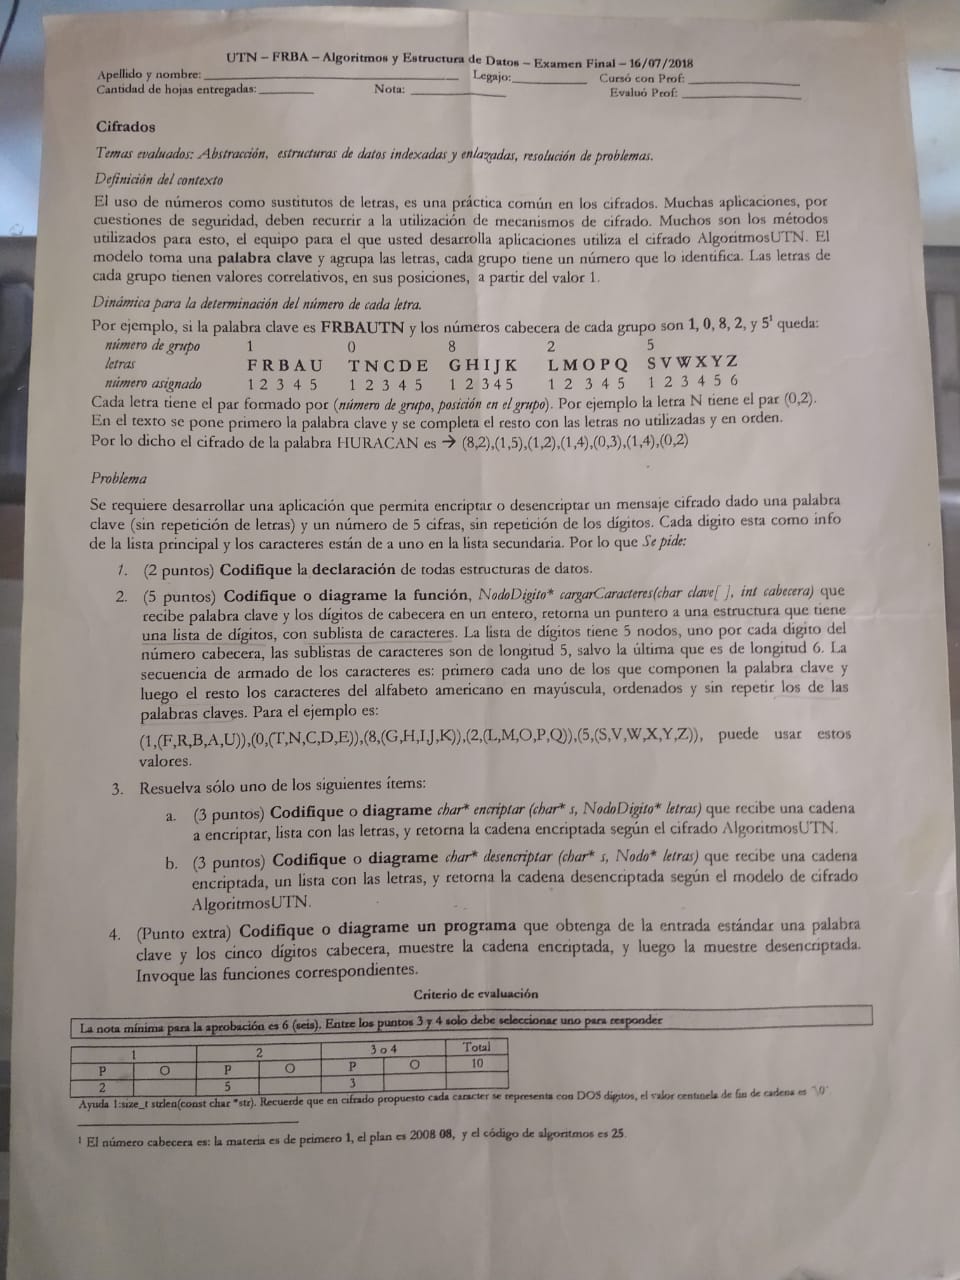 UTN – FRBA – Algoritmos y Estructura de Datos – Examen Final – 16/07/2018
Apellido y nombre: Legajo: Cursó con Prof:
Cantidad de hojas entregadas: Nota: Evaluó Prof:
Cifrados
Temas evaluados: Abstracción, estructuras de datos indexadas y enlazadas, resolución de problemas.
Definición del contexto
El uso de números como sustitutos de letras, es una práctica común en los cifrados. Muchas aplicaciones, por
cuestiones de seguridad, deben recurrir a la utilización de mecanismos de cifrado. Muchos son los métodos
utilizados para esto, el equipo para el que usted desarrolla aplicaciones utiliza el cifrado AlgoritmosUTN. El
modelo toma una palabra clave y agrupa las letras, cada grupo tiene un número que lo identifica. Las letras de
cada grupo tienen valores correlativos, en sus posiciones, a partir del valor 1.
Dinámica para la determinación del número de cada letra.
Por ejemplo, si la palabra clave es FRBAUTN y los números cabecera de cada grupo son 1, 0, 8, 2, y 5¹ queda:
número de grupo 1 0 8 2 5
letras F R B A U T N C D E G H I J K L M O P Q S V W X Y Z
número asignado 1 2 3 4 5 1 2 3 4 5 1 2 3 4 5 1 2 3 4 5 1 2 3 4 5 6
Cada letra tiene el par formado por (número de grupo, posición en el grupo). Por ejemplo la letra N tiene el par (0,2).
En el texto se pone primero la palabra clave y se completa el resto con las letras no utilizadas y en orden.
Por lo dicho el cifrado de la palabra HURACAN es → (8,2),(1,5),(1,2),(1,4),(0,3),(1,4),(0,2)
Problema
Se requiere desarrollar una aplicación que permita encriptar o desencriptar un mensaje cifrado dado una palabra
clave (sin repetición de letras) y un número de 5 cifras, sin repetición de los dígitos. Cada digito esta como info
de la lista principal y los caracteres están de a uno en la lista secundaria. Por lo que Se pide:
1. (2 puntos) Codifique la declaración de todas estructuras de datos.
2. (5 puntos) Codifique o diagrame la función, NodoDigito* cargarCaracteres(char clave[ ], int cabecera) que
recibe palabra clave y los dígitos de cabecera en un entero, retorna un puntero a una estructura que tiene
una lista de dígitos, con sublista de caracteres. La lista de dígitos tiene 5 nodos, uno por cada digito del
número cabecera, las sublistas de caracteres son de longitud 5, salvo la última que es de longitud 6. La
secuencia de armado de los caracteres es: primero cada uno de los que componen la palabra clave y
luego el resto los caracteres del alfabeto americano en mayúscula, ordenados y sin repetir los de las
palabras claves. Para el ejemplo es:
(1,(F,R,B,A,U)),(0,(T,N,C,D,E)),(8,(G,H,I,J,K)),(2,(L,M,O,P,Q)),(5,(S,V,W,X,Y,Z)), puede usar estos
valores.
3. Resuelva sólo uno de los siguientes ítems:
a. (3 puntos) Codifique o diagrame char* encriptar (char* s, NodoDigito* letras) que recibe una cadena
a encriptar, lista con las letras, y retorna la cadena encriptada según el cifrado AlgoritmosUTN.
b. (3 puntos) Codifique o diagrame char* desencriptar (char* s, Nodo* letras) que recibe una cadena
encriptada, un lista con las letras, y retorna la cadena desencriptada según el modelo de cifrado
AlgoritmosUTN.
4. (Punto extra) Codifique o diagrame un programa que obtenga de la entrada estándar una palabra
clave y los cinco dígitos cabecera, muestre la cadena encriptada, y luego la muestre desencriptada.
Invoque las funciones correspondientes.
Criterio de evaluación
La nota mínima para la aprobación es 6 (seis). Entre los puntos 3 y 4 solo debe seleccionar uno para responder
1 2 3 o 4 Total
P O P O P O 10
2 5 3
Ayuda 1:size_t strlen(const char *str). Recuerde que en cifrado propuesto cada caracter se representa con DOS dígitos, el valor centinela de fin de cadena es '\0'
¹ El número cabecera es: la materia es de primero 1, el plan es 2008 08, y el código de algoritmos es 25.